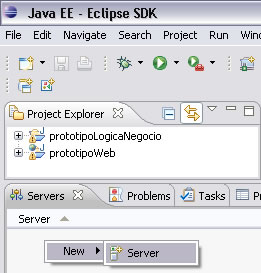 Java EE - Eclipse SDK
File Edit Navigate Search Project Run
Project Explorer
prototipoLogicaNegocio
prototipoWeb
Servers Problems Tasks
Server
New Server